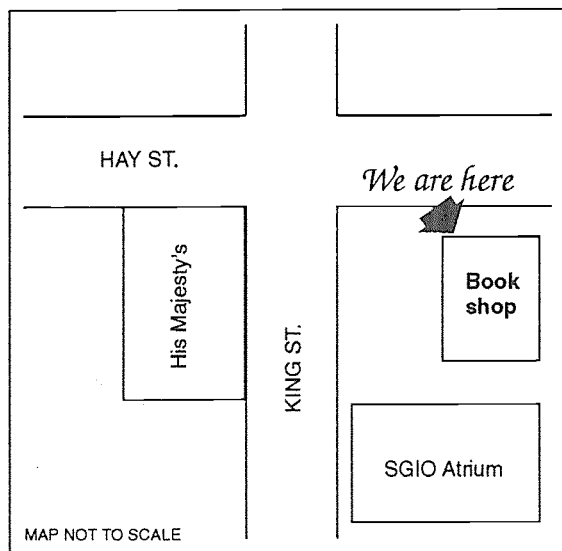 HAY ST.
We are here
His Majesty's
KING ST.
Book
shop
SGIO Atrium
MAP NOT TO SCALE